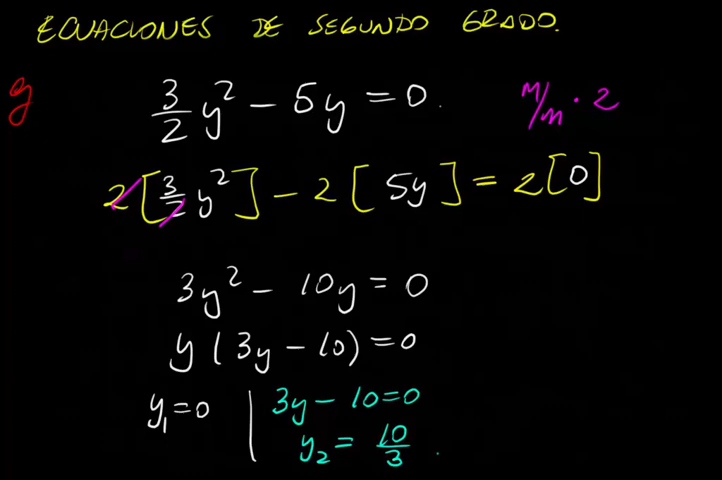 ECUACIONES DE SEGUNDO GRADO.
g 3/2 y² - 5y = 0. M/m · 2
2[3/2 y²] - 2[5y] = 2[0]
3y² - 10y = 0
y(3y - 10) = 0
y₁ = 0 | 3y - 10 = 0
y₂ = 10/3.